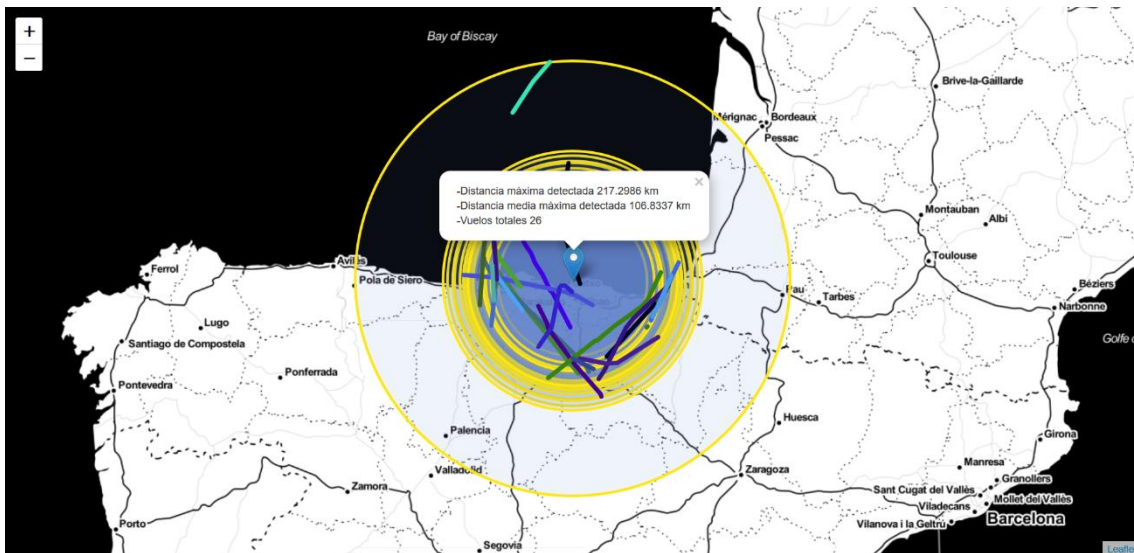 +
−
Bay of Biscay
Brive-la-Gaillarde
Mérignac
Bordeaux
Pessac
×
-Distancia máxima detectada 217.2986 km
-Distancia media máxima detectada 106.8337 km
-Vuelos totales 26
Montauban
Albi
Toulouse
Avilés
Ferrol
Pola de Siero
Béziers
Pau
Tarbes
Narbonne
Lugo
Santiago de Compostela
Golfe d
Ponferrada
Pontevedra
Huesca
Palencia
Girona
Valladolid
Zaragoza
Manresa
Granollers
Zamora
Sant Cugat del Vallès
Mollet del Vallès
Viladecans
Barcelona
Porto
Vilanova i la Geltrú
Segovia
Leafle